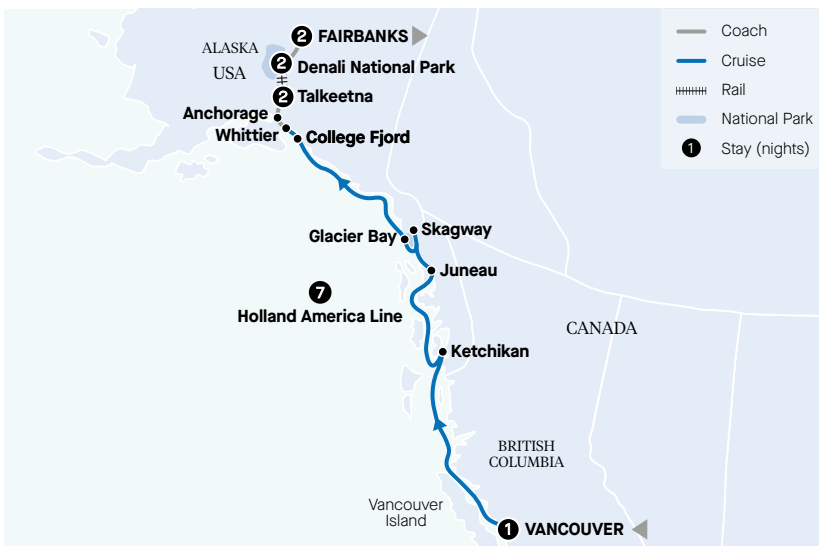 2 FAIRBANKS
ALASKA
USA
2 Denali National Park
2 Talkeetna
Anchorage
Whittier
College Fjord
Glacier Bay
Skagway
Juneau
7
Holland America Line
Ketchikan
CANADA
BRITISH
COLUMBIA
Vancouver
Island
1 VANCOUVER
Coach
Cruise
Rail
National Park
1 Stay (nights)